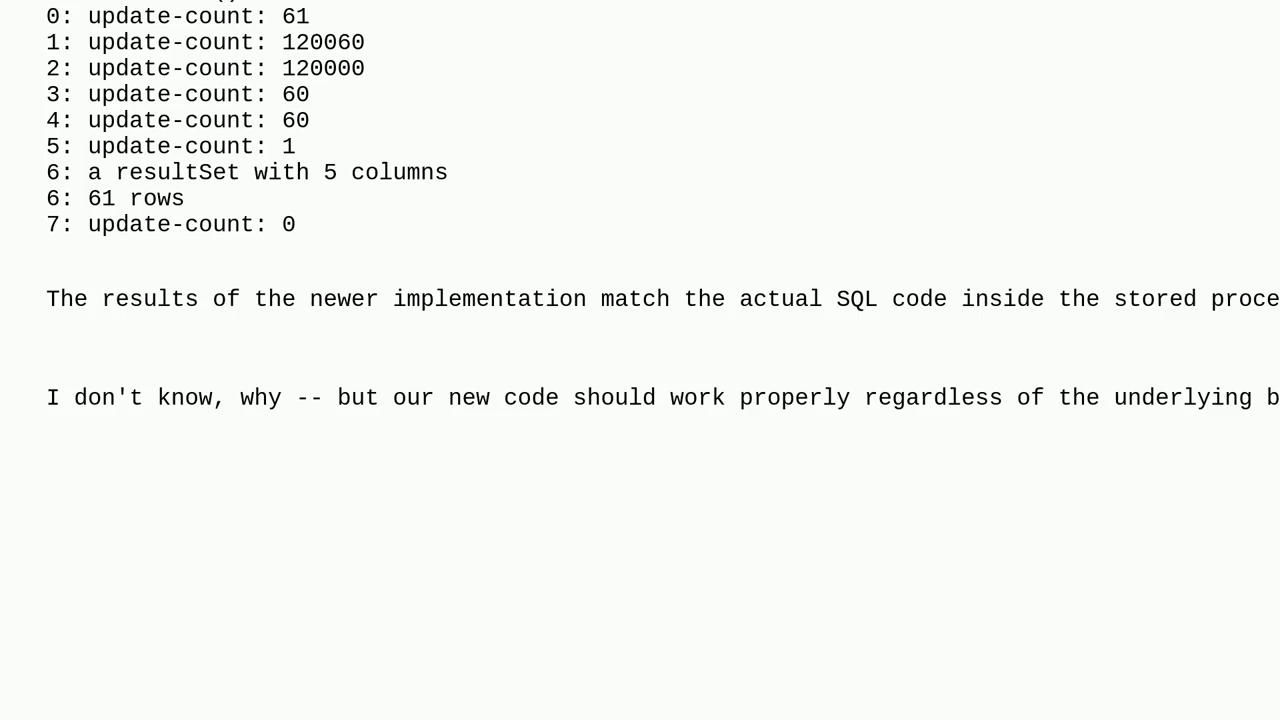 0: update-count: 61
1: update-count: 120060
2: update-count: 120000
3: update-count: 60
4: update-count: 60
5: update-count: 1
6: a resultSet with 5 columns
6: 61 rows
7: update-count: 0
The results of the newer implementation match the actual SQL code inside the stored
I don't know, why -- but our new code should work properly regardless of the underlying